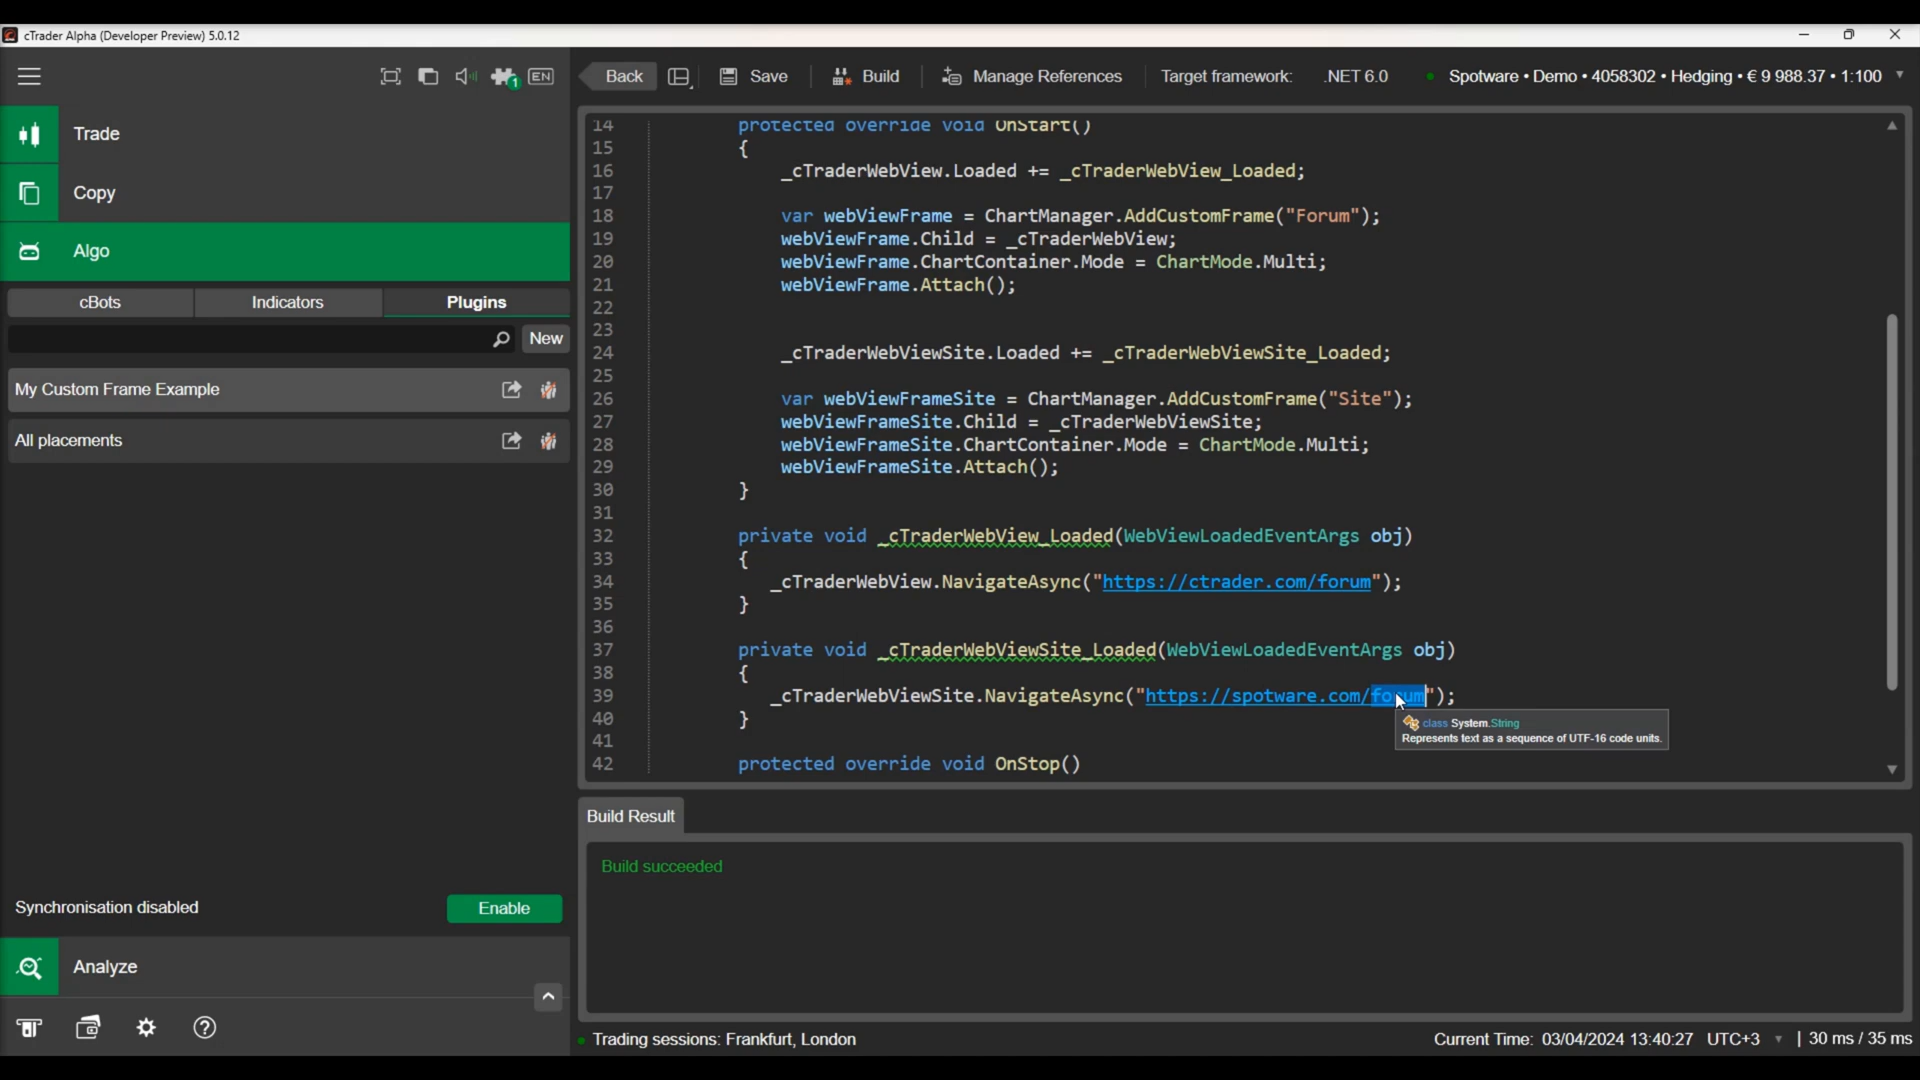 cTrader Alpha (Developer Preview) 5.0.12
1
EN
Trade
Copy
Algo
cBots Indicators Plugins
New
My Custom Frame Example
All placements
Synchronisation disabled Enable
Analyze
Back Save Build Manage References Target framework: .NET 6.0 Spotware • Demo • 4058302 • Hedging • € 9 988.37 • 1:100
14 protected override void OnStart()
15 {
16 _cTraderWebView.Loaded += _cTraderWebView_Loaded;
17
18 var webViewFrame = ChartManager.AddCustomFrame("Forum");
19 webViewFrame.Child = _cTraderWebView;
20 webViewFrame.ChartContainer.Mode = ChartMode.Multi;
21 webViewFrame.Attach();
22
23
24 _cTraderWebViewSite.Loaded += _cTraderWebViewSite_Loaded;
25
26 var webViewFrameSite = ChartManager.AddCustomFrame("Site");
27 webViewFrameSite.Child = _cTraderWebViewSite;
28 webViewFrameSite.ChartContainer.Mode = ChartMode.Multi;
29 webViewFrameSite.Attach();
30 }
31
32 private void _cTraderWebView_Loaded(WebViewLoadedEventArgs obj)
33 {
34 _cTraderWebView.NavigateAsync("https://ctrader.com/forum");
35 }
36
37 private void _cTraderWebViewSite_Loaded(WebViewLoadedEventArgs obj)
38 {
39 _cTraderWebViewSite.NavigateAsync("https://spotware.com/forum");
40 }
41
42 protected override void OnStop()
class System.String
Represents text as a sequence of UTF-16 code units.
Build Result
Build succeeded
Trading sessions: Frankfurt, London Current Time: 03/04/2024 13:40:27 UTC+3 | 30 ms / 35 ms